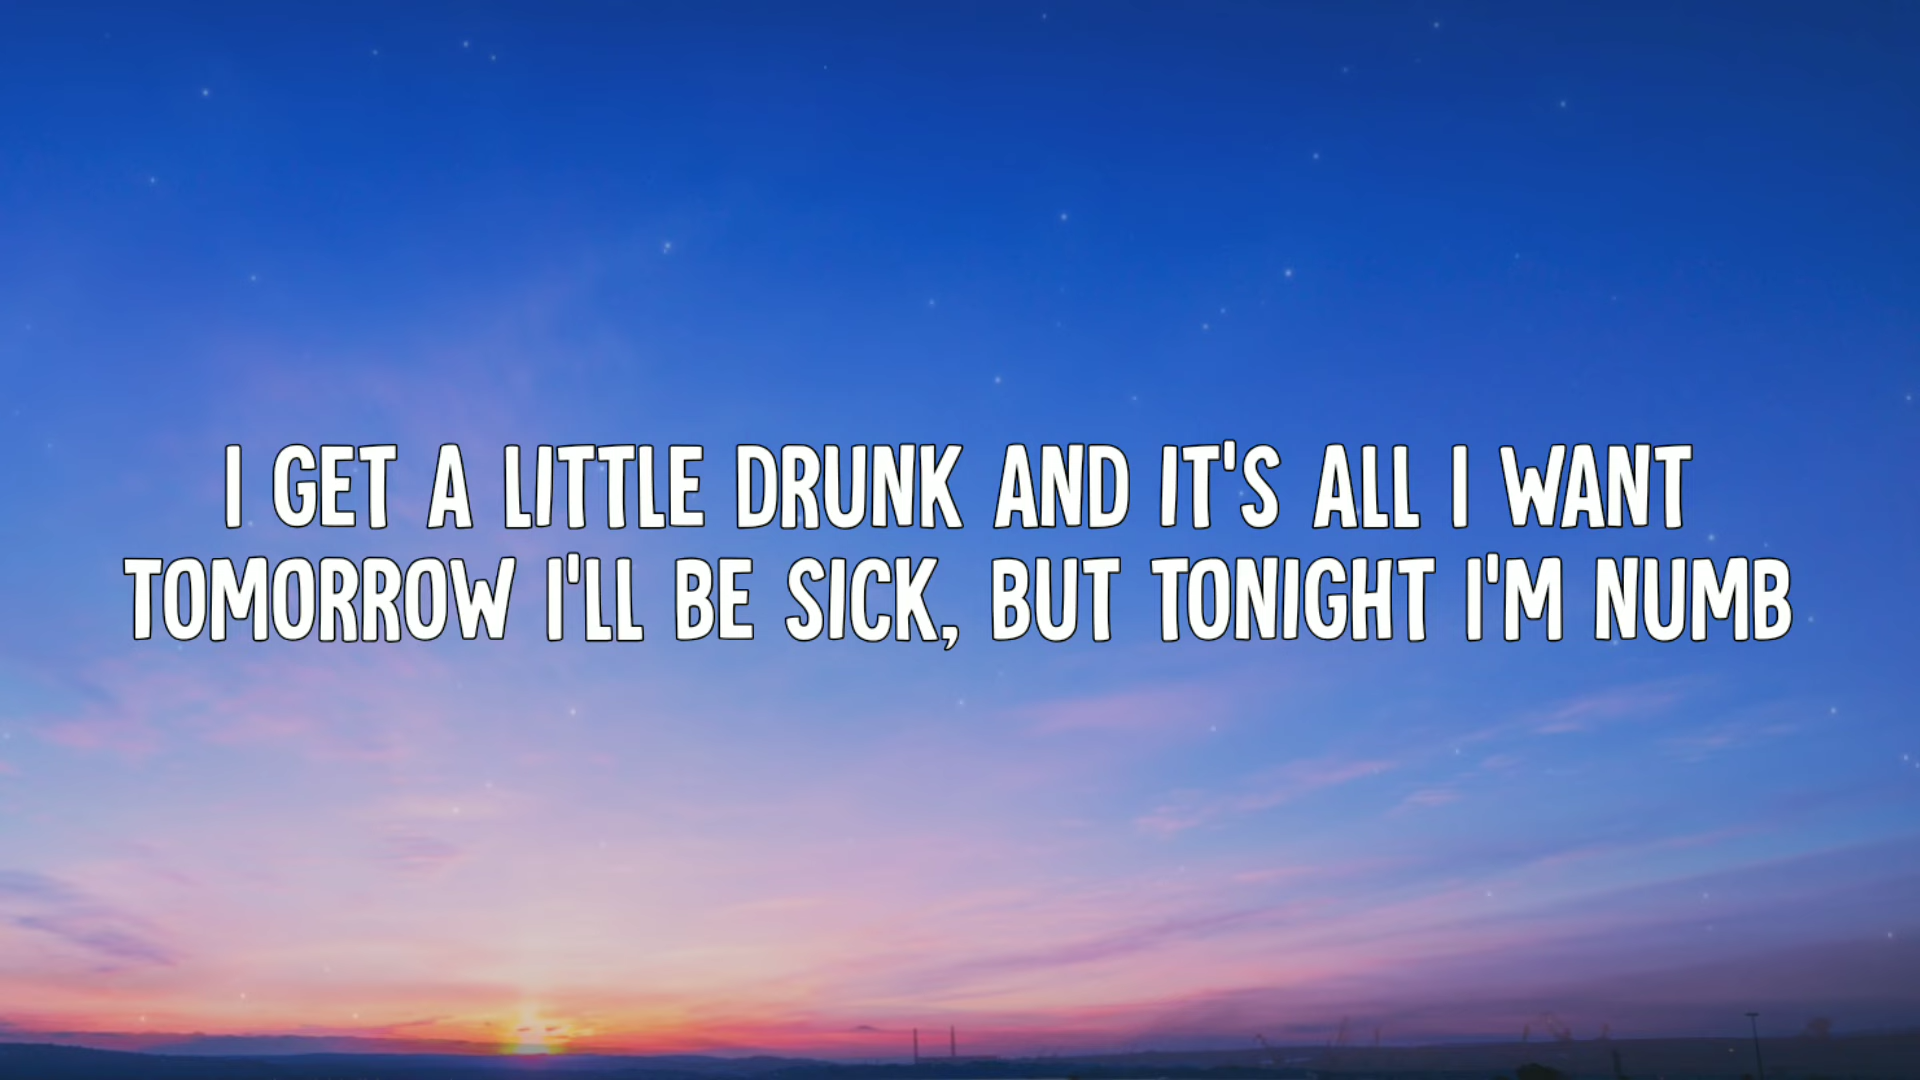 I GET A LITTLE DRUNK AND IT'S ALL I WANT
TOMORROW I'LL BE SICK, BUT TONIGHT I'M NUMB